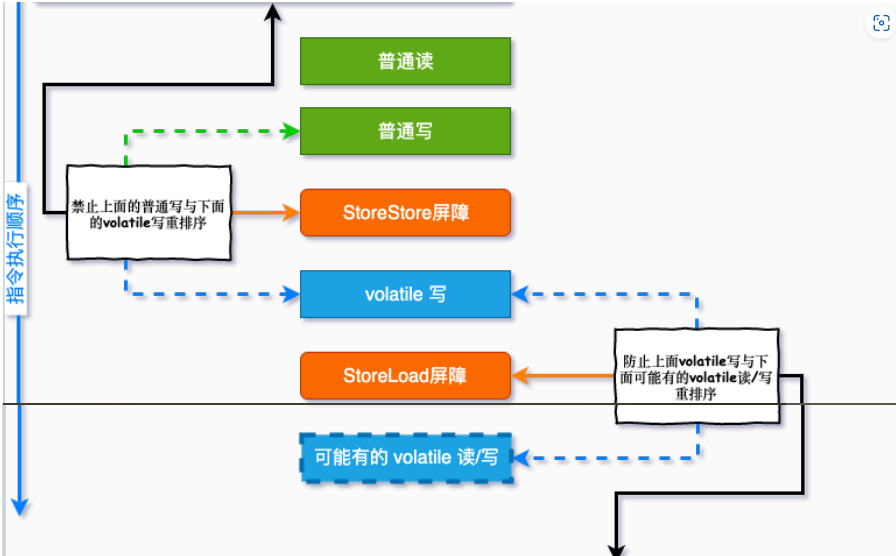 普通读
普通写
禁止上面的普通写与下面
的volatile写重排序
StoreStore屏障
指令执行顺序
volatile 写
StoreLoad屏障
防止上面volatile写与下
面可能有的volatile读/写
重排序
可能有的 volatile 读/写